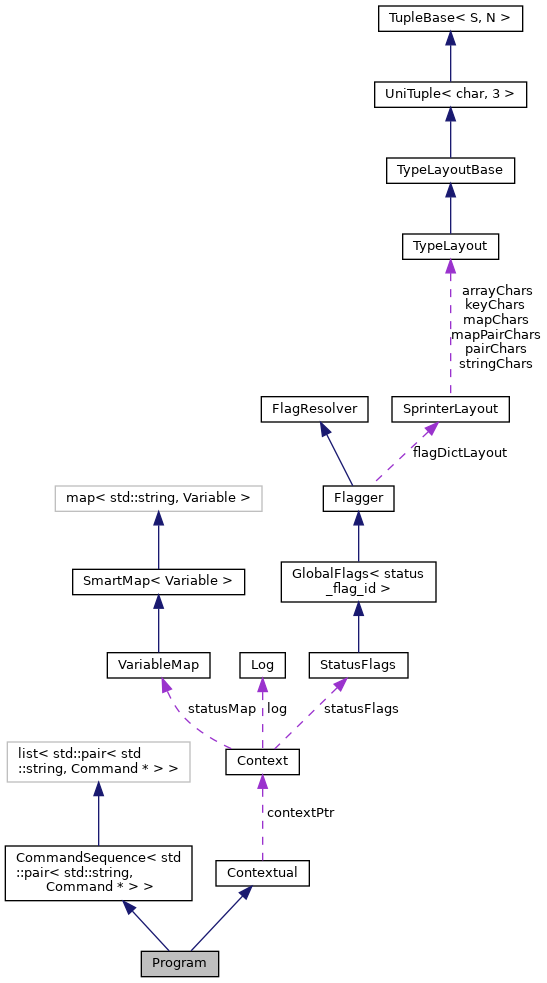 TupleBase< S, N >
UniTuple< char, 3 >
TypeLayoutBase
TypeLayout
arrayChars
keyChars
mapChars
mapPairChars
pairChars
stringChars
FlagResolver
SprinterLayout
flagDictLayout
map< std::string, Variable >
Flagger
SmartMap< Variable >
GlobalFlags< status
_flag_id >
VariableMap
Log
StatusFlags
statusMap
log
statusFlags
list< std::pair< std
::string, Command * > >
Context
contextPtr
CommandSequence< std
::pair< std::string,
Command * > >
Contextual
Program